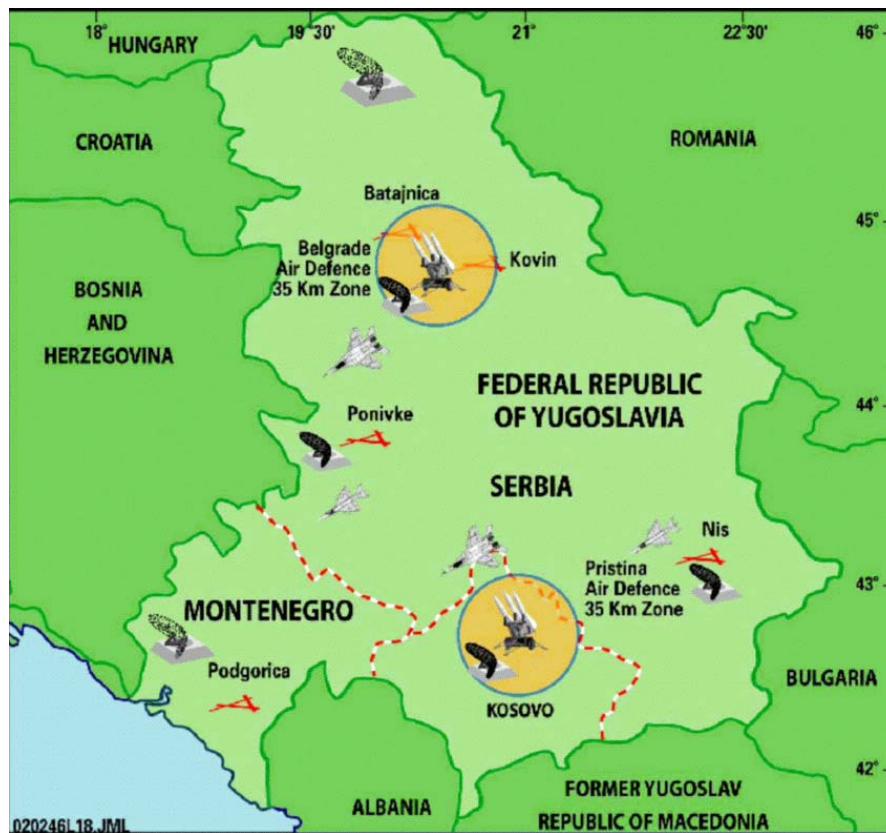 18°
19°30'
21°
22°30'
46°
HUNGARY
CROATIA
ROMANIA
Batajnica
45°
Belgrade
Air Defence
35 Km Zone
Kovin
BOSNIA
AND
HERZEGOVINA
FEDERAL REPUBLIC
OF YUGOSLAVIA
44°
Ponivke
SERBIA
Nis
Pristina
Air Defence
35 Km Zone
43°
MONTENEGRO
Podgorica
KOSOVO
BULGARIA
42°
ALBANIA
FORMER YUGOSLAV
REPUBLIC OF MACEDONIA
020246L18.JML